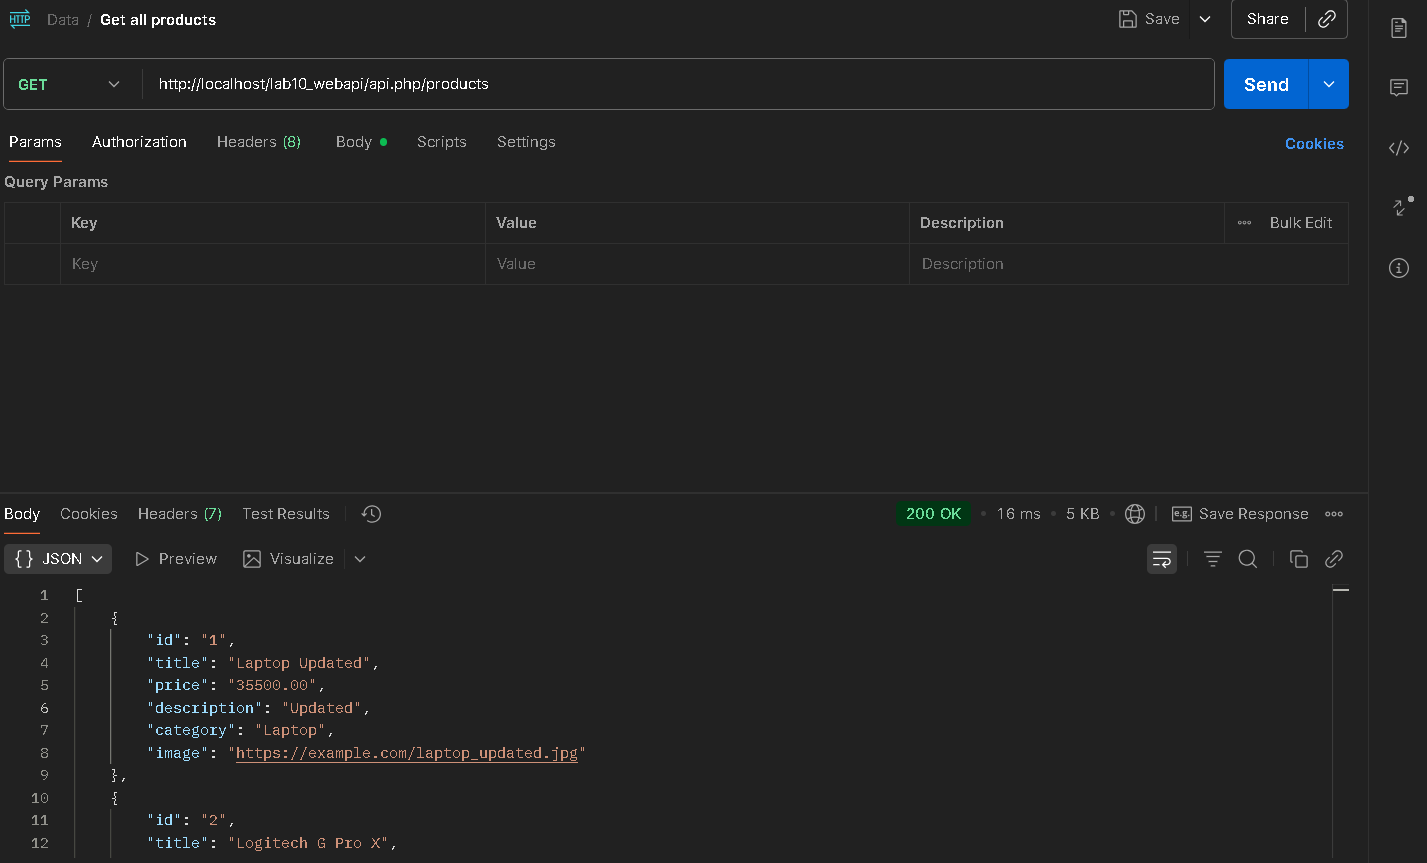 HTTP Data / Get all products Save Share
GET http://localhost/lab10_webapi/api.php/products Send
Params Authorization Headers (8) Body Scripts Settings Cookies
Query Params
Key Value Description Bulk Edit
Key Value Description
Body Cookies Headers (7) Test Results 200 OK • 16 ms • 5 KB • e.g. Save Response
{} JSON Preview Visualize
1 [
2 {
3 "id": "1",
4 "title": "Laptop Updated",
5 "price": "35500.00",
6 "description": "Updated",
7 "category": "Laptop",
8 "image": "https://example.com/laptop_updated.jpg"
9 },
10 {
11 "id": "2",
12 "title": "Logitech G Pro X",